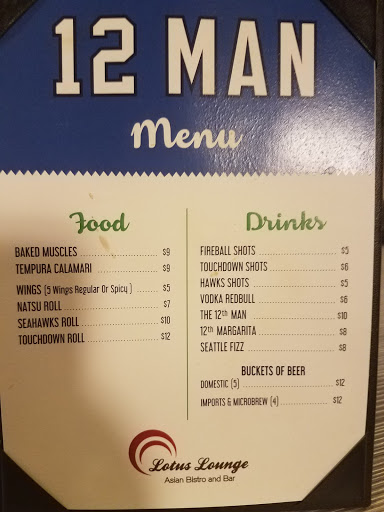 12 MAN
Menu
Food
BAKED MUSCLES $9
TEMPURA CALAMARI $9
WINGS (5 Wings Regular Or Spicy ) $5
NATSU ROLL $7
SEAHAWKS ROLL $10
TOUCHDOWN ROLL $12
Drinks
FIREBALL SHOTS $5
TOUCHDOWN SHOTS $6
HAWKS SHOTS $5
VODKA REDBULL $6
THE 12th MAN $10
12th MARGARITA $8
SEATTLE FIZZ $8
BUCKETS OF BEER
DOMESTIC (5) $12
IMPORTS & MICROBREW (4) $12
Lotus Lounge
Asian Bistro and Bar